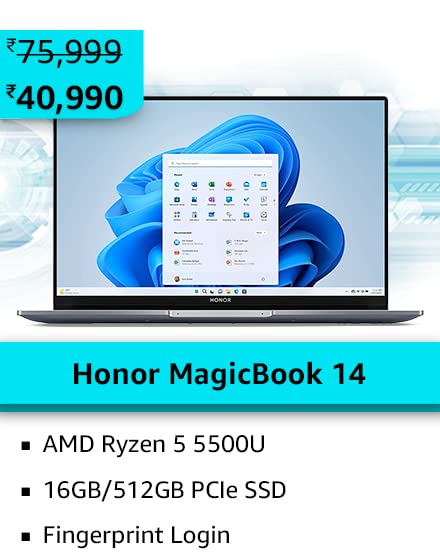 ₹75,999
₹40,990
HONOR
Honor MagicBook 14
▪ AMD Ryzen 5 5500U
▪ 16GB/512GB PCIe SSD
▪ Fingerprint Login